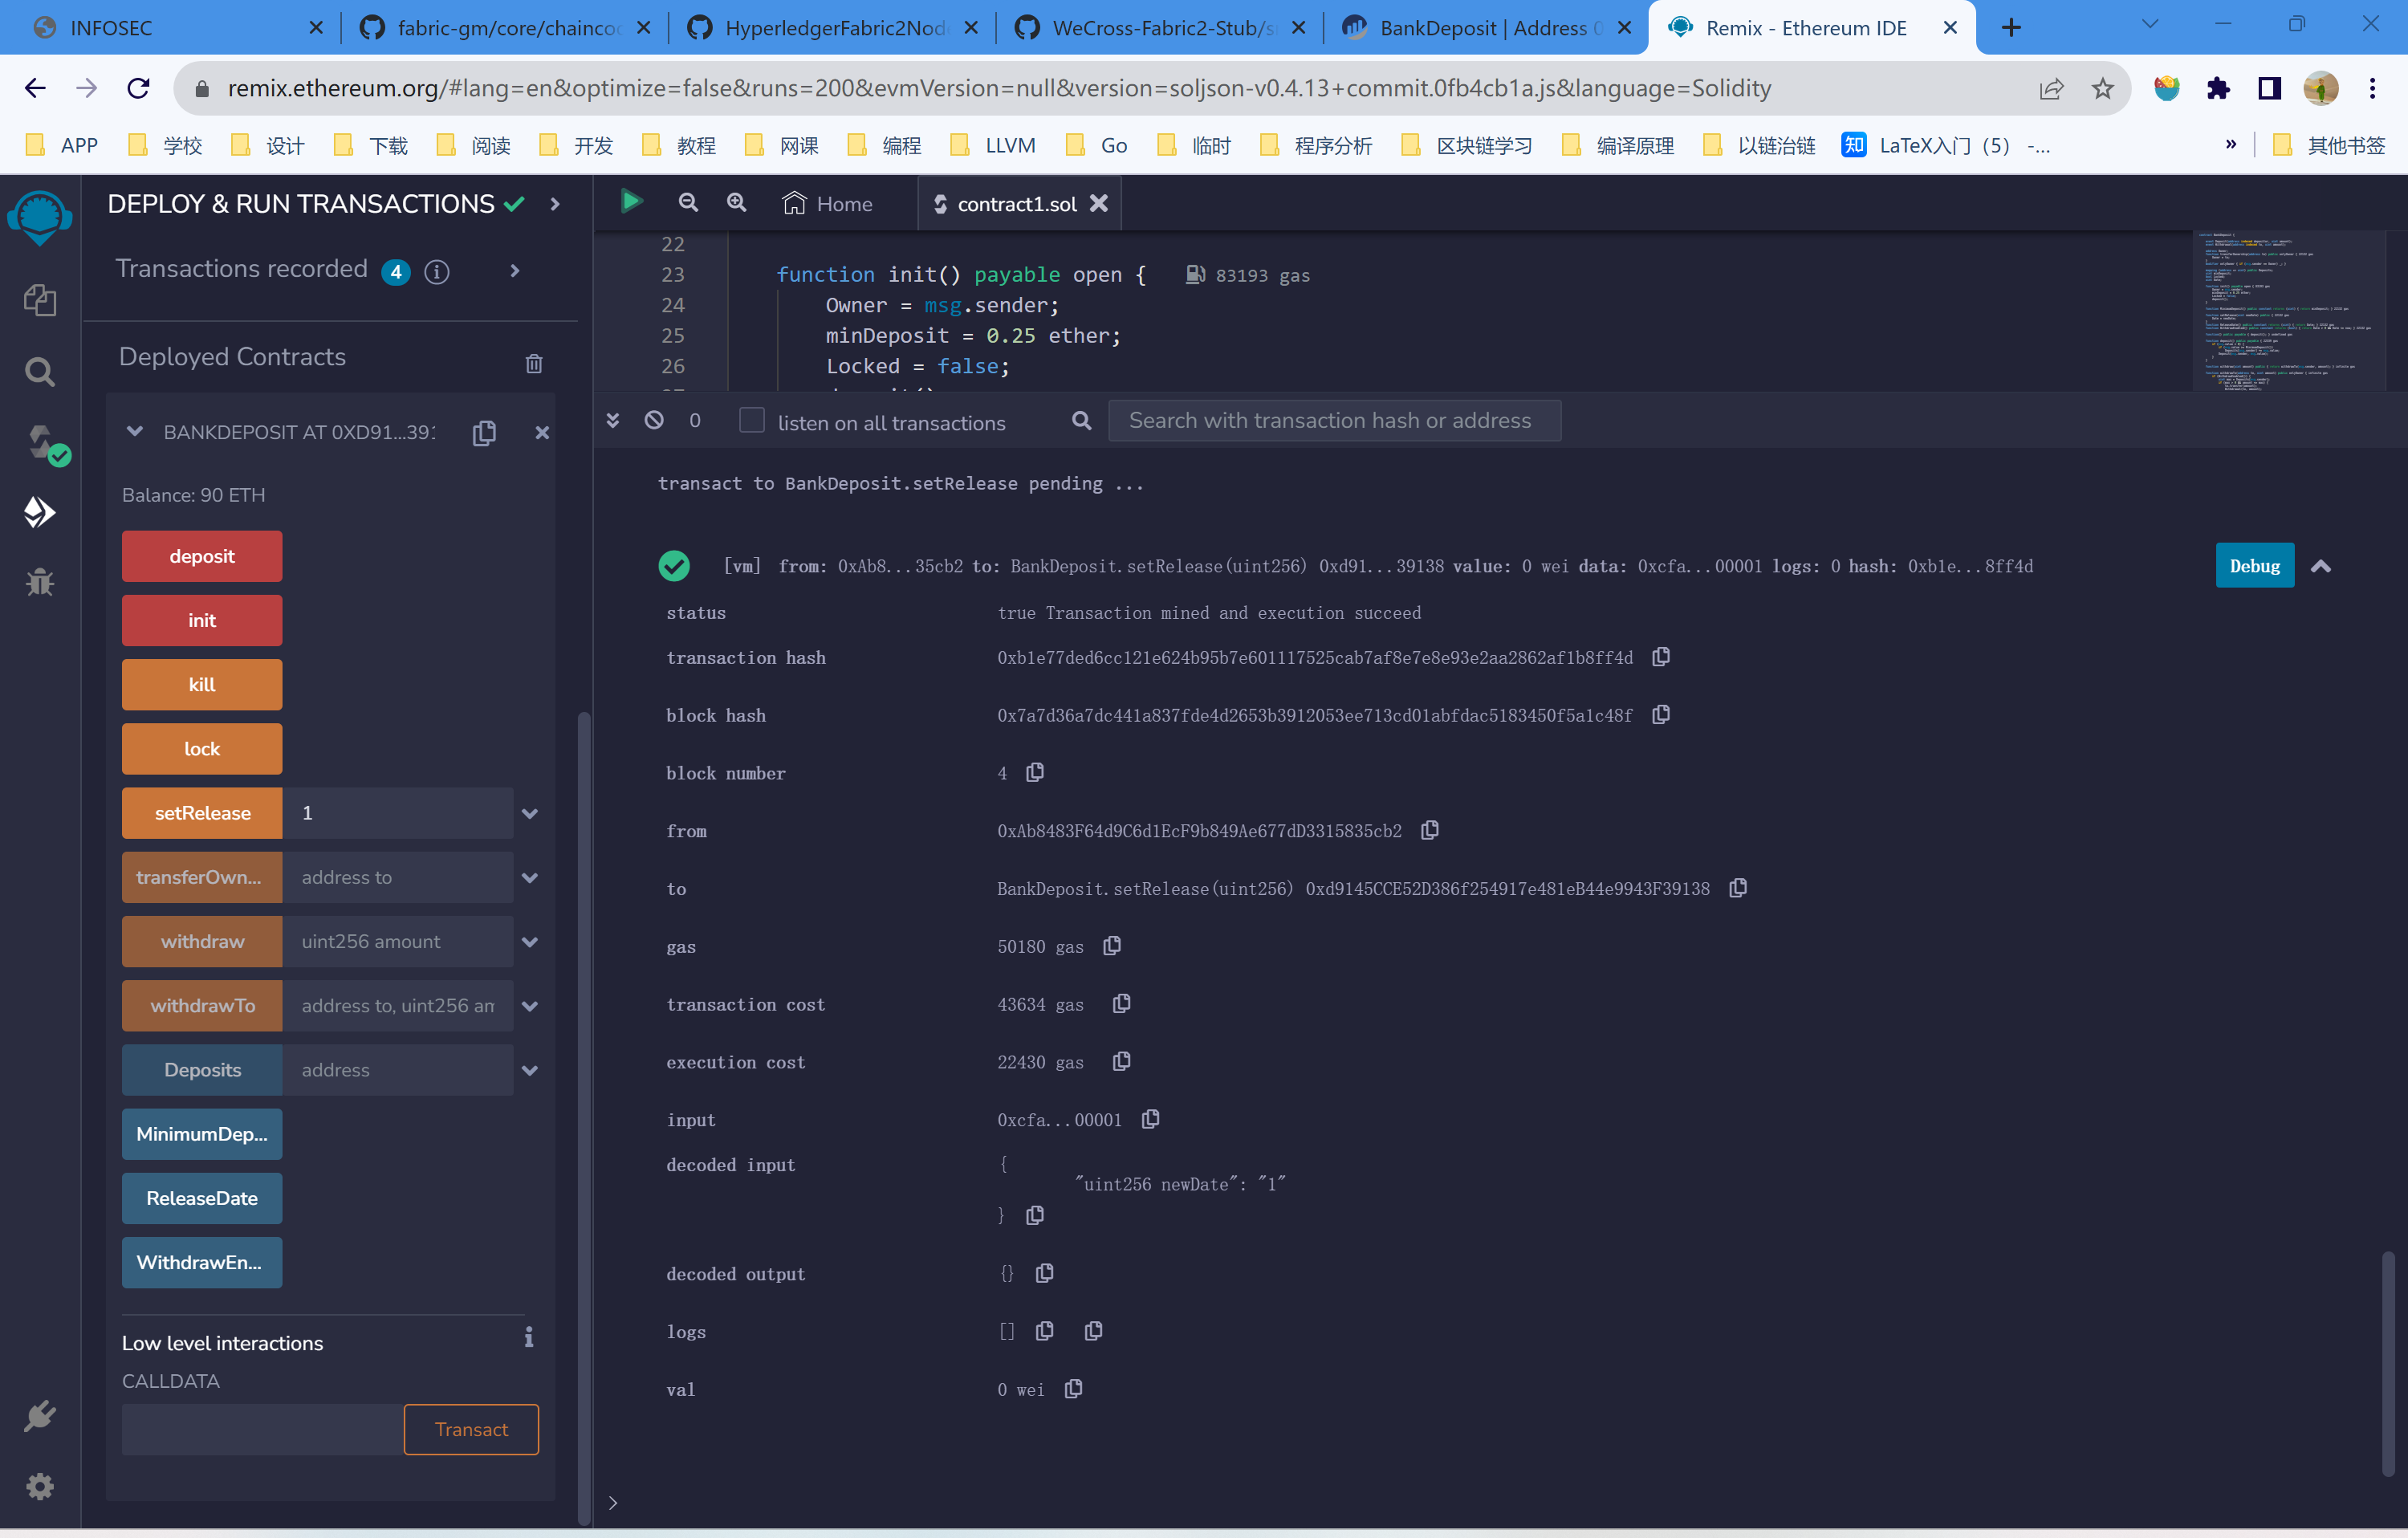 INFOSEC
fabric-gm/core/chaincod
HyperledgerFabric2Nod
WeCross-Fabric2-Stub/s
BankDeposit | Address 0
Remix - Ethereum IDE
remix.ethereum.org/#lang=en&optimize=false&runs=200&evmVersion=null&version=soljson-v0.4.13+commit.0fb4cb1a.js&language=Solidity
APP 学校 设计 下载 阅读 开发 教程 网课 编程 LLVM Go 临时 程序分析 区块链学习 编译原理 以链治链 知 LaTeX入门（5） -... » 其他书签
DEPLOY & RUN TRANSACTIONS
Transactions recorded 4 i
Deployed Contracts
BANKDEPOSIT AT 0XD91...391
Balance: 90 ETH
deposit
init
kill
lock
setRelease 1
transferOwn... address to
withdraw uint256 amount
withdrawTo address to, uint256 am
Deposits address
MinimumDep...
ReleaseDate
WithdrawEn...
Low level interactions
CALLDATA
Transact
Home
contract1.sol
22
23 function init() payable open { 83193 gas
24 Owner = msg.sender;
25 minDeposit = 0.25 ether;
26 Locked = false;
0 listen on all transactions Search with transaction hash or address
transact to BankDeposit.setRelease pending ...
[vm] from: 0xAb8...35cb2 to: BankDeposit.setRelease(uint256) 0xd91...39138 value: 0 wei data: 0xcfa...00001 logs: 0 hash: 0xb1e...8ff4d Debug
status true Transaction mined and execution succeed
transaction hash 0xb1e77ded6cc121e624b95b7e601117525cab7af8e7e8e93e2aa2862af1b8ff4d
block hash 0x7a7d36a7dc441a837fde4d2653b3912053ee713cd01abfdac5183450f5a1c48f
block number 4
from 0xAb8483F64d9C6d1EcF9b849Ae677dD3315835cb2
to BankDeposit.setRelease(uint256) 0xd9145CCE52D386f254917e481eB44e9943F39138
gas 50180 gas
transaction cost 43634 gas
execution cost 22430 gas
input 0xcfa...00001
decoded input {
"uint256 newDate": "1"
}
decoded output {}
logs []
val 0 wei
>